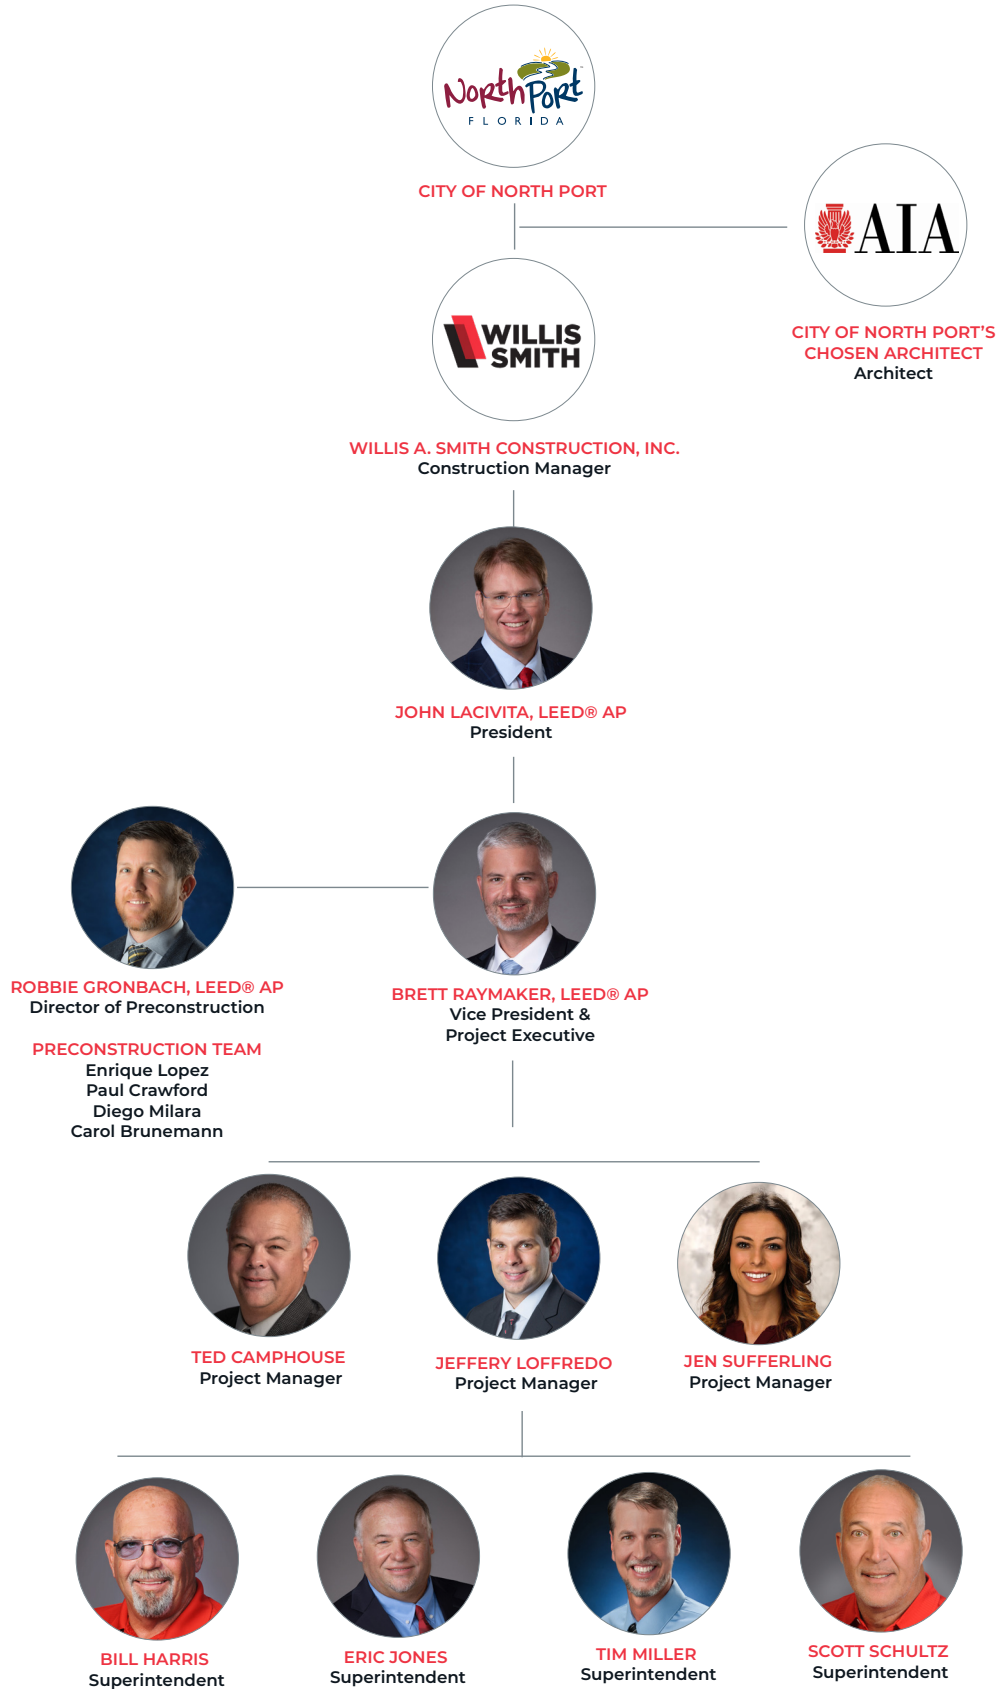 North Port
FLORIDA
CITY OF NORTH PORT
AIA
CITY OF NORTH PORT’S
CHOSEN ARCHITECT
Architect
WILLIS
SMITH
WILLIS A. SMITH CONSTRUCTION, INC.
Construction Manager
JOHN LACIVITA, LEED® AP
President
ROBBIE GRONBACH, LEED® AP
Director of Preconstruction
PRECONSTRUCTION TEAM
Enrique Lopez
Paul Crawford
Diego Milara
Carol Brunemann
BRETT RAYMAKER, LEED® AP
Vice President &
Project Executive
TED CAMPHOUSE
Project Manager
JEFFERY LOFFREDO
Project Manager
JEN SUFFERLING
Project Manager
BILL HARRIS
Superintendent
ERIC JONES
Superintendent
TIM MILLER
Superintendent
SCOTT SCHULTZ
Superintendent